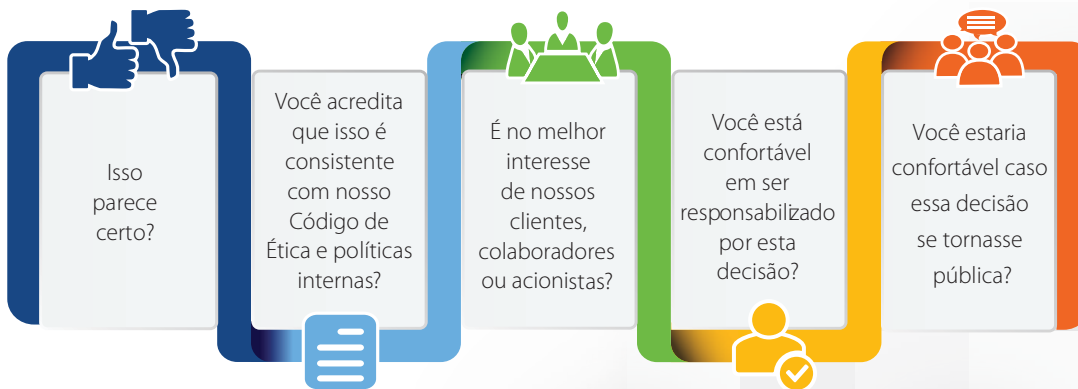 Isso
parece
certo?
Você acredita
que isso é
consistente
com nosso
Código de
Ética e políticas
internas?
É no melhor
interesse
de nossos
clientes,
colaboradores
ou acionistas?
Você está
confortável
em ser
responsabilizado
por esta
decisão?
Você estaria
confortável caso
essa decisão
se tornasse
pública?